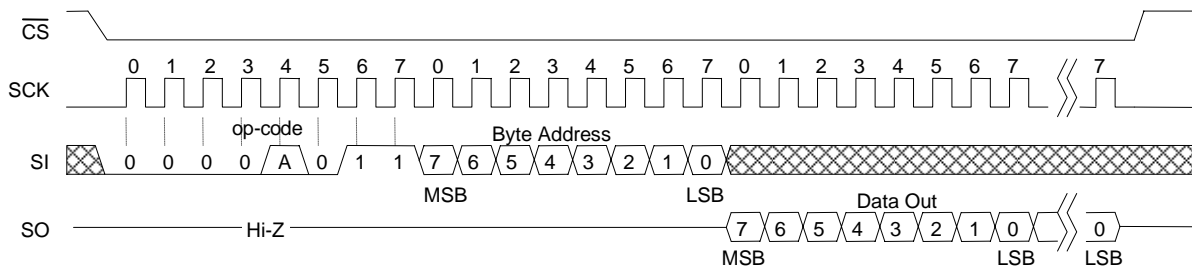 CS
0 1 2 3 4 5 6 7 0 1 2 3 4 5 6 7 0 1 2 3 4 5 6 7 7
SCK
op-code Byte Address
SI 0 0 0 0 A 0 1 1 7 6 5 4 3 2 1 0
MSB LSB Data Out
SO Hi-Z 7 6 5 4 3 2 1 0 0
MSB LSB LSB